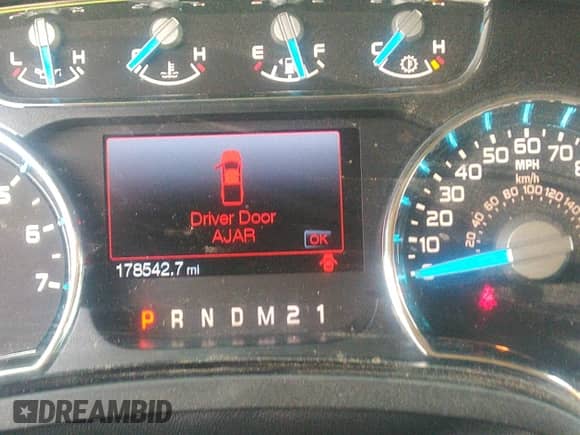 L H
C H
E F
C H
Driver Door
AJAR
OK
178542.7 mi
P R N D M 2 1
5
6
7
5
10
20
30
40
50
60
70
MPH
km/h
20 40 60 80 100 120 140
DREAMBID